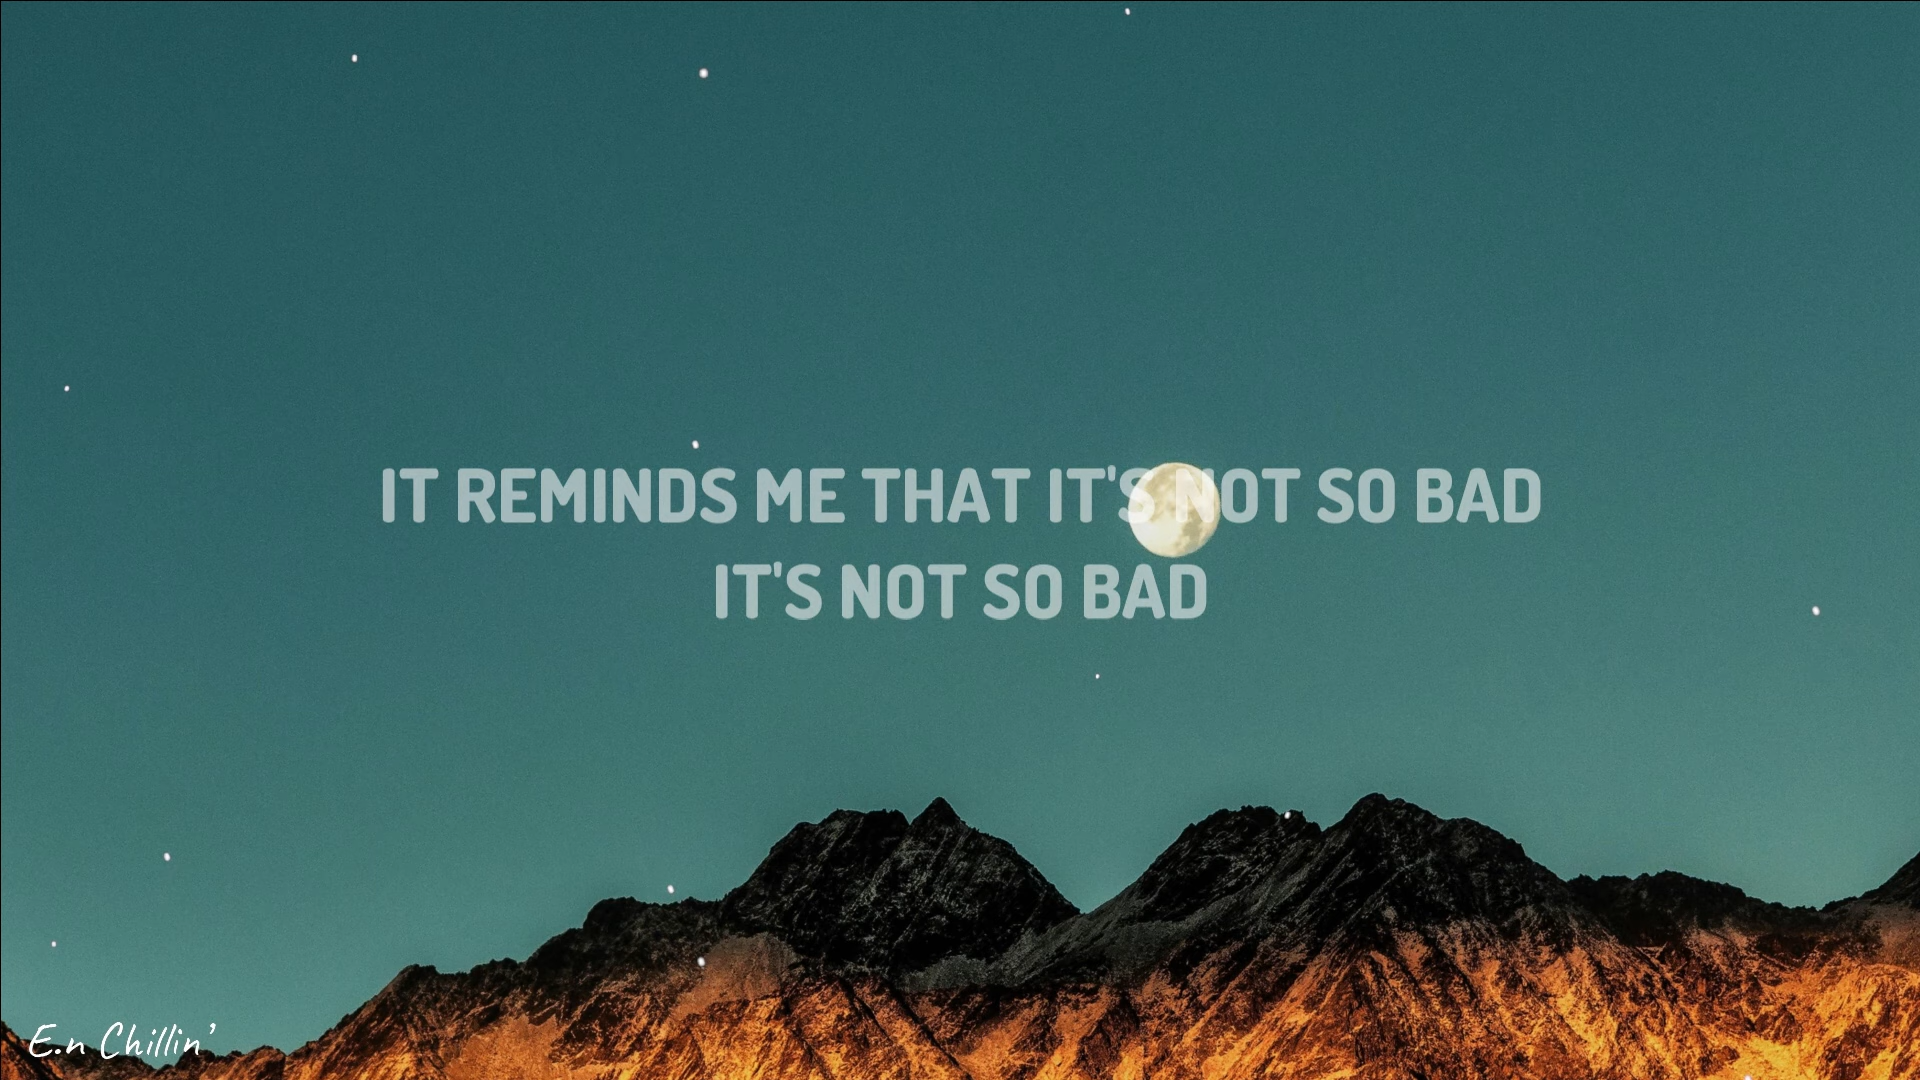 IT REMINDS ME THAT IT'S NOT SO BAD
IT'S NOT SO BAD
E.n Chillin'